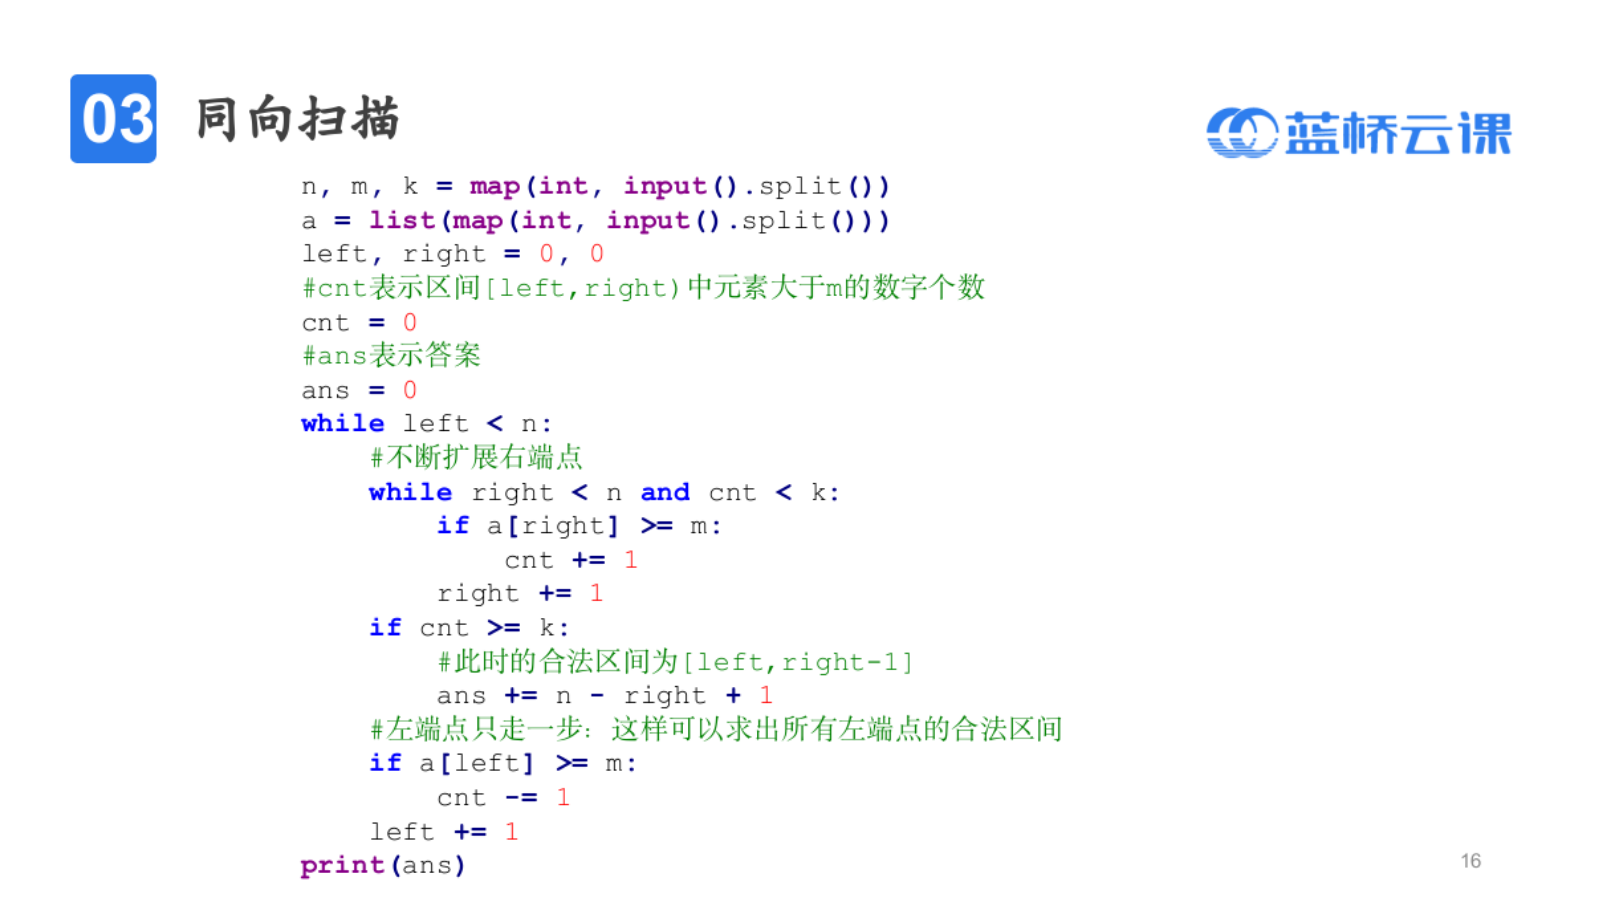 03 同向扫描
蓝桥云课
n, m, k = map(int, input().split())
a = list(map(int, input().split()))
left, right = 0, 0
#cnt表示区间[left,right)中元素大于m的数字个数
cnt = 0
#ans表示答案
ans = 0
while left < n:
    #不断扩展右端点
    while right < n and cnt < k:
        if a[right] >= m:
            cnt += 1
        right += 1
    if cnt >= k:
        #此时的合法区间为[left,right-1]
        ans += n - right + 1
    #左端点只走一步：这样可以求出所有左端点的合法区间
    if a[left] >= m:
        cnt -= 1
    left += 1
print(ans)
16